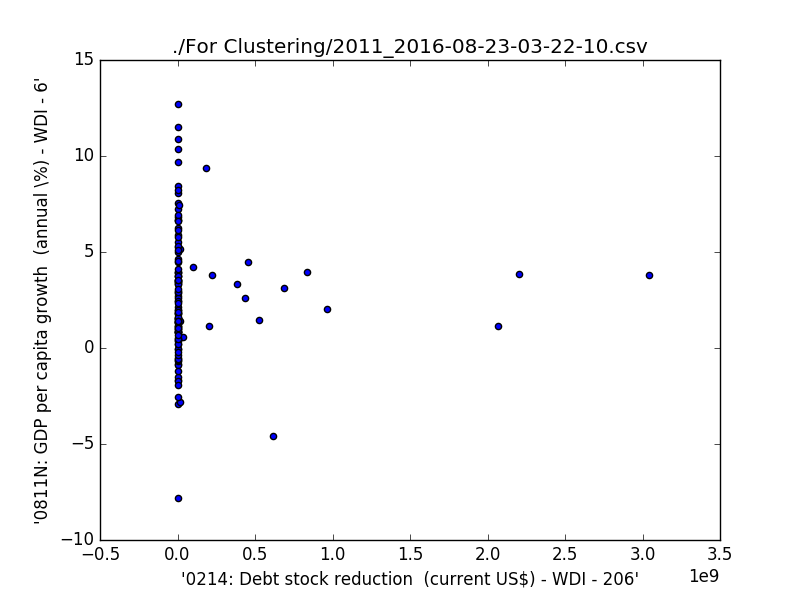 ./For Clustering/2011_2016-08-23-03-22-10.csv
15
10
5
0
−5
−10
'0811N: GDP per capita growth  (annual \%) - WDI - 6'
−0.5 0.0 0.5 1.0 1.5 2.0 2.5 3.0 3.5
1e9
'0214: Debt stock reduction  (current US$) - WDI - 206'